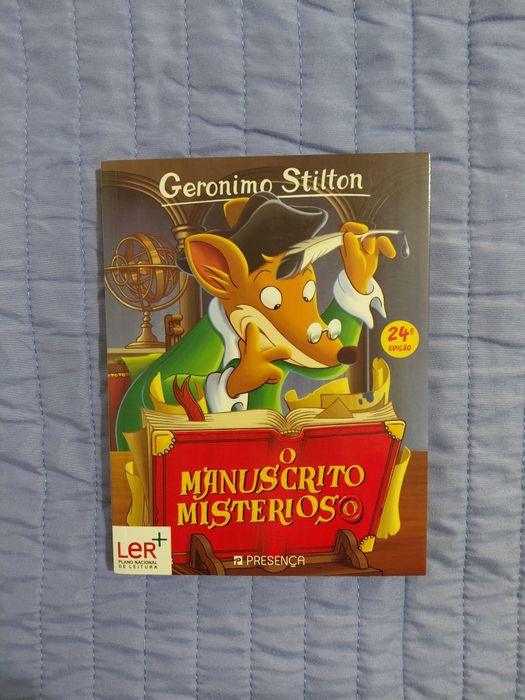 Geronimo Stilton
24ª
EDIÇÃO
O
MANUSCRITO
MISTERIOSO
LeR+
PLANO NACIONAL
DE LEITURA
PRESENÇA